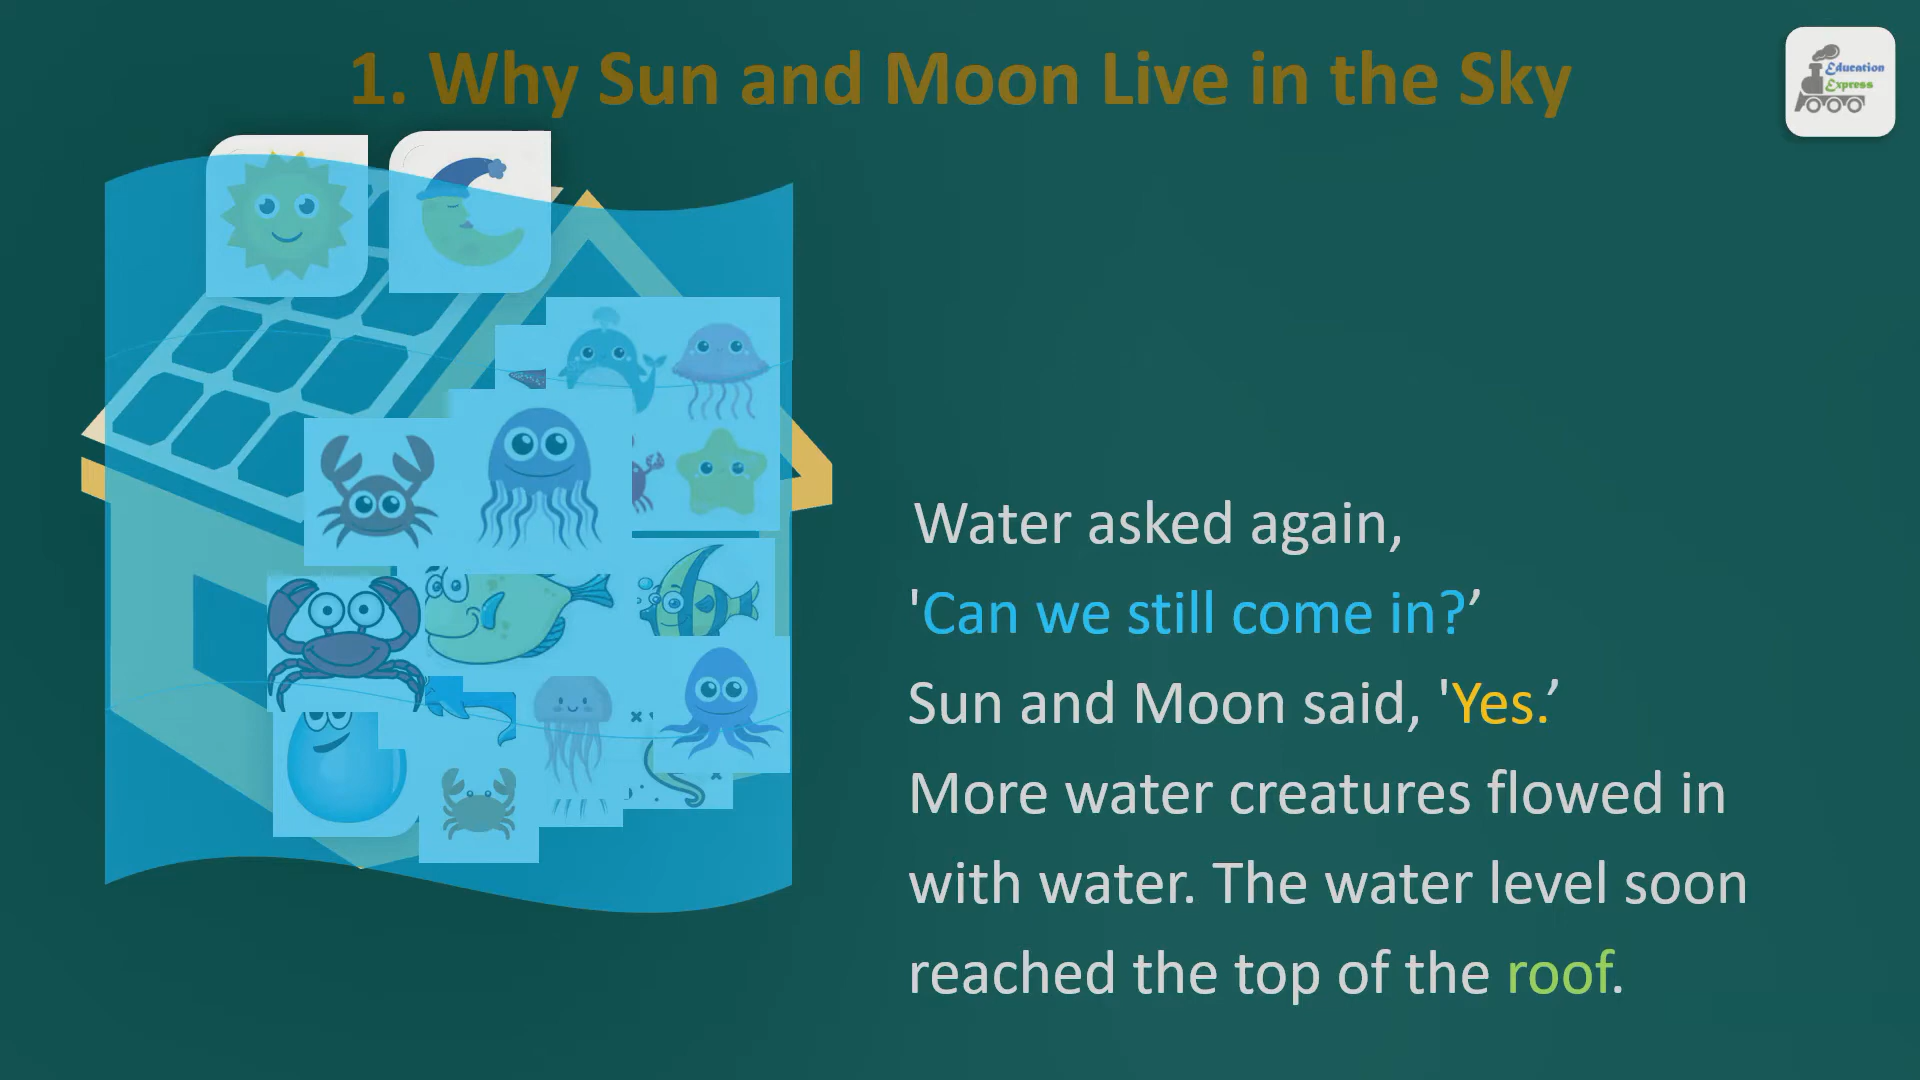 1. Why Sun and Moon Live in the Sky
Education
Express
Water asked again,
'Can we still come in?’
Sun and Moon said, 'Yes.’
More water creatures flowed in
with water. The water level soon
reached the top of the roof.